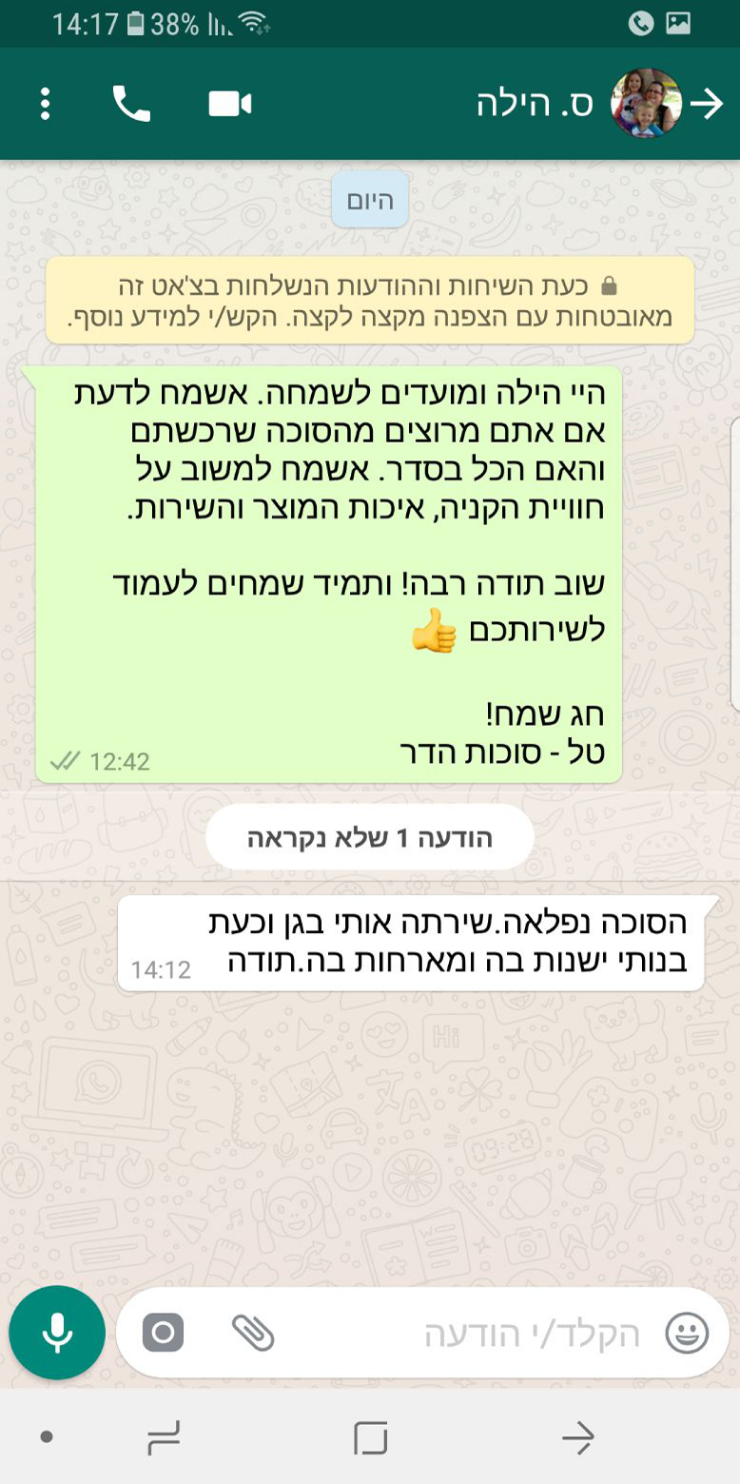 14:17 38%
ס. הילה
היום
כעת השיחות וההודעות הנשלחות בצ'אט זה
מאובטחות עם הצפנה מקצה לקצה. הקש/י למידע נוסף.
היי הילה ומועדים לשמחה. אשמח לדעת
אם אתם מרוצים מהסוכה שרכשתם
והאם הכל בסדר. אשמח למשוב על
חוויית הקניה, איכות המוצר והשירות.
שוב תודה רבה! ותמיד שמחים לעמוד
לשירותכם 👍
חג שמח!
טל - סוכות הדר
12:42
הודעה 1 שלא נקראה
הסוכה נפלאה.שירתה אותי בגן וכעת
בנותי ישנות בה ומארחות בה.תודה
14:12
הקלד/י הודעה